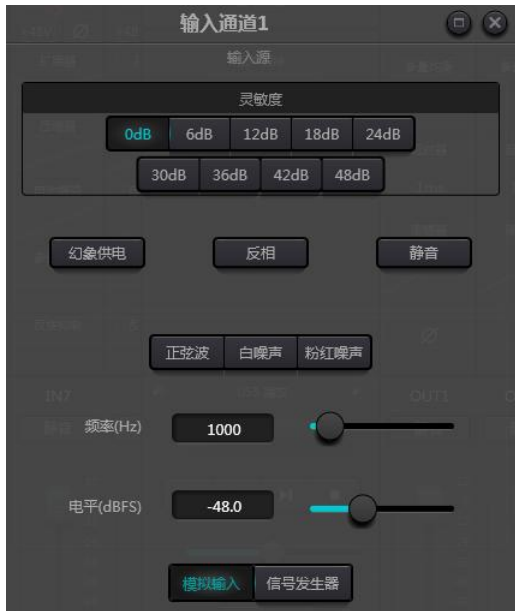 输入通道1
输入源
灵敏度
0dB 6dB 12dB 18dB 24dB
30dB 36dB 42dB 48dB
幻象供电 反相 静音
正弦波 白噪声 粉红噪声
IN7 OUT1
频率(Hz) 1000
电平(dBFS) -48.0
模拟输入 信号发生器